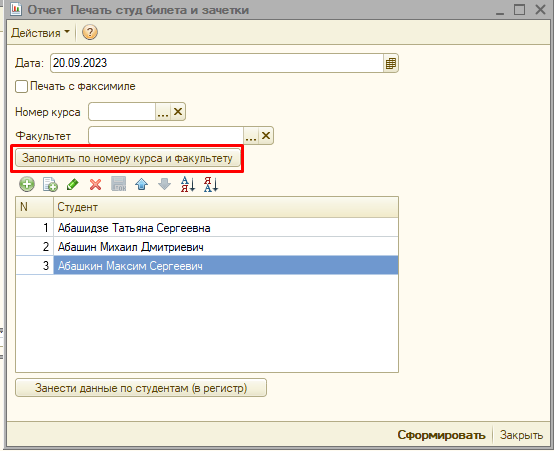 Отчет Печать студ билета и зачетки
Действия
Дата: 20.09.2023
Печать с факсимиле
Номер курса ...
Факультет ...
Заполнить по номеру курса и факультету
N Студент
1 Абашидзе Татьяна Сергеевна
2 Абашин Михаил Дмитриевич
3 Абашкин Максим Сергеевич
Занести данные по студентам (в регистр)
Сформировать Закрыть